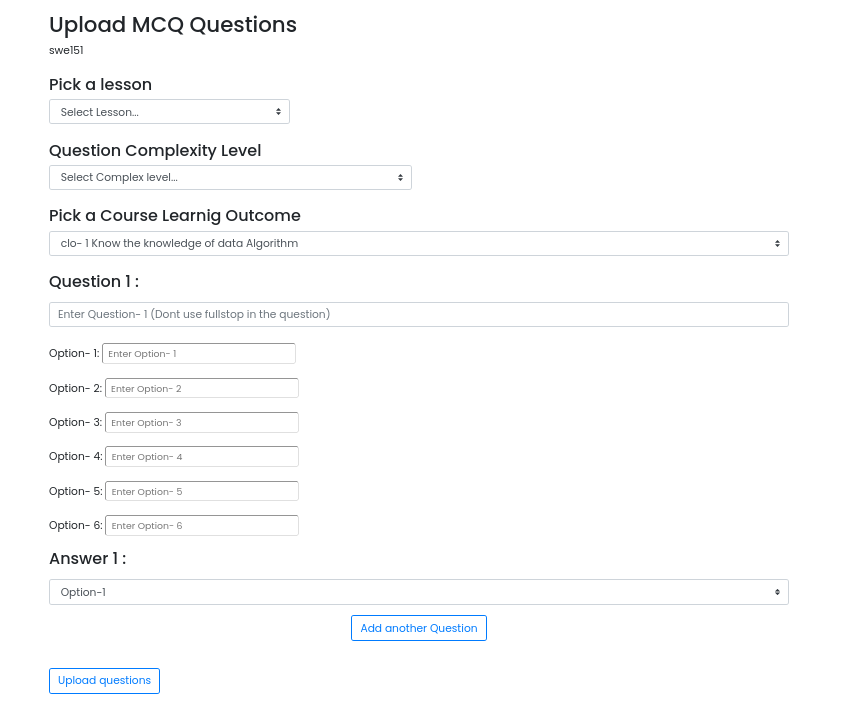 Upload MCQ Questions
swe151
Pick a lesson
Select Lesson...
Question Complexity Level
Select Complex level...
Pick a Course Learnig Outcome
clo- 1 Know the knowledge of data Algorithm
Question 1 :
Enter Question- 1 (Dont use fullstop in the question)
Option- 1: Enter Option- 1
Option- 2: Enter Option- 2
Option- 3: Enter Option- 3
Option- 4: Enter Option- 4
Option- 5: Enter Option- 5
Option- 6: Enter Option- 6
Answer 1 :
Option-1
Add another Question
Upload questions